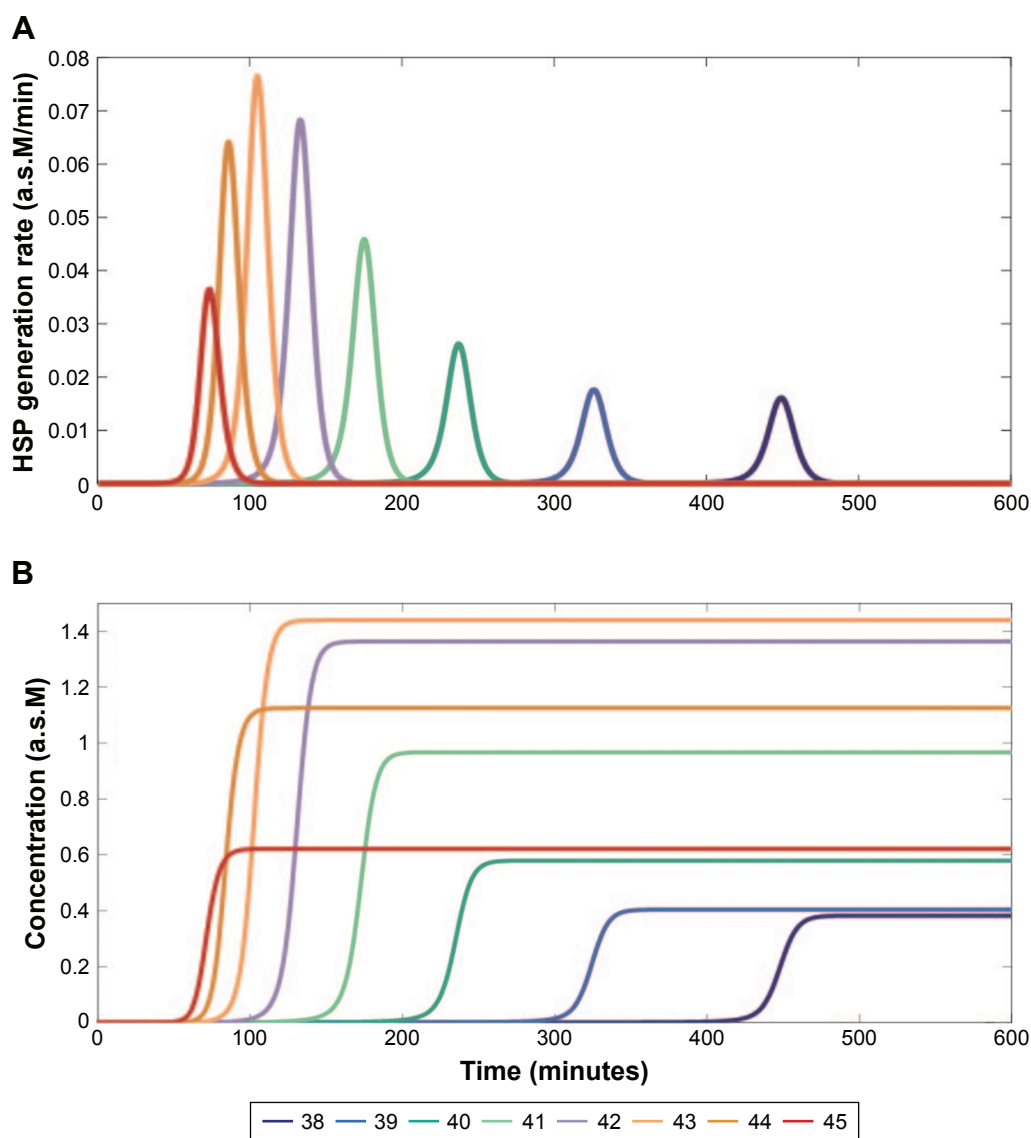 A
HSP generation rate (a.s.M/min)
0.08
0.07
0.06
0.05
0.04
0.03
0.02
0.01
0
0 100 200 300 400 500 600
B
Concentration (a.s.M)
1.4
1.2
1
0.8
0.6
0.4
0.2
0
0 100 200 300 400 500 600
Time (minutes)
38 39 40 41 42 43 44 45